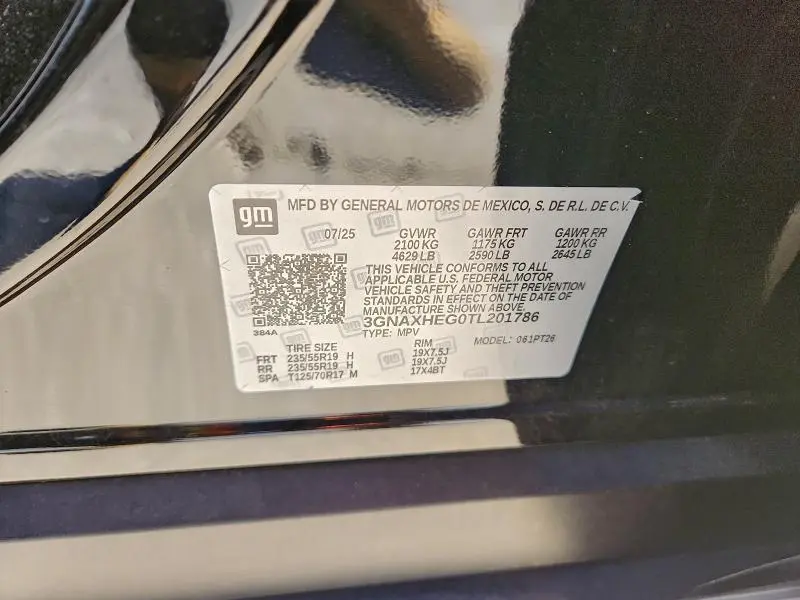 gm
MFD BY GENERAL MOTORS DE MEXICO, S. DE R.L. DE C.V.
07/25 GVWR GAWR FRT GAWR RR
2100 KG 1175 KG 1200 KG
4629 LB 2590 LB 2645 LB
THIS VEHICLE CONFORMS TO ALL
APPLICABLE U.S. FEDERAL MOTOR
VEHICLE SAFETY AND THEFT PREVENTION
STANDARDS IN EFFECT ON THE DATE OF
MANUFACTURE SHOWN ABOVE.
3GNAXHEG0TL201786
384A
TYPE: MPV MODEL: 061PT26
TIRE SIZE RIM
FRT 235/55R19 H 19X7.5J
RR 235/55R19 H 19X7.5J
SPA T125/70R17 M 17X4BT